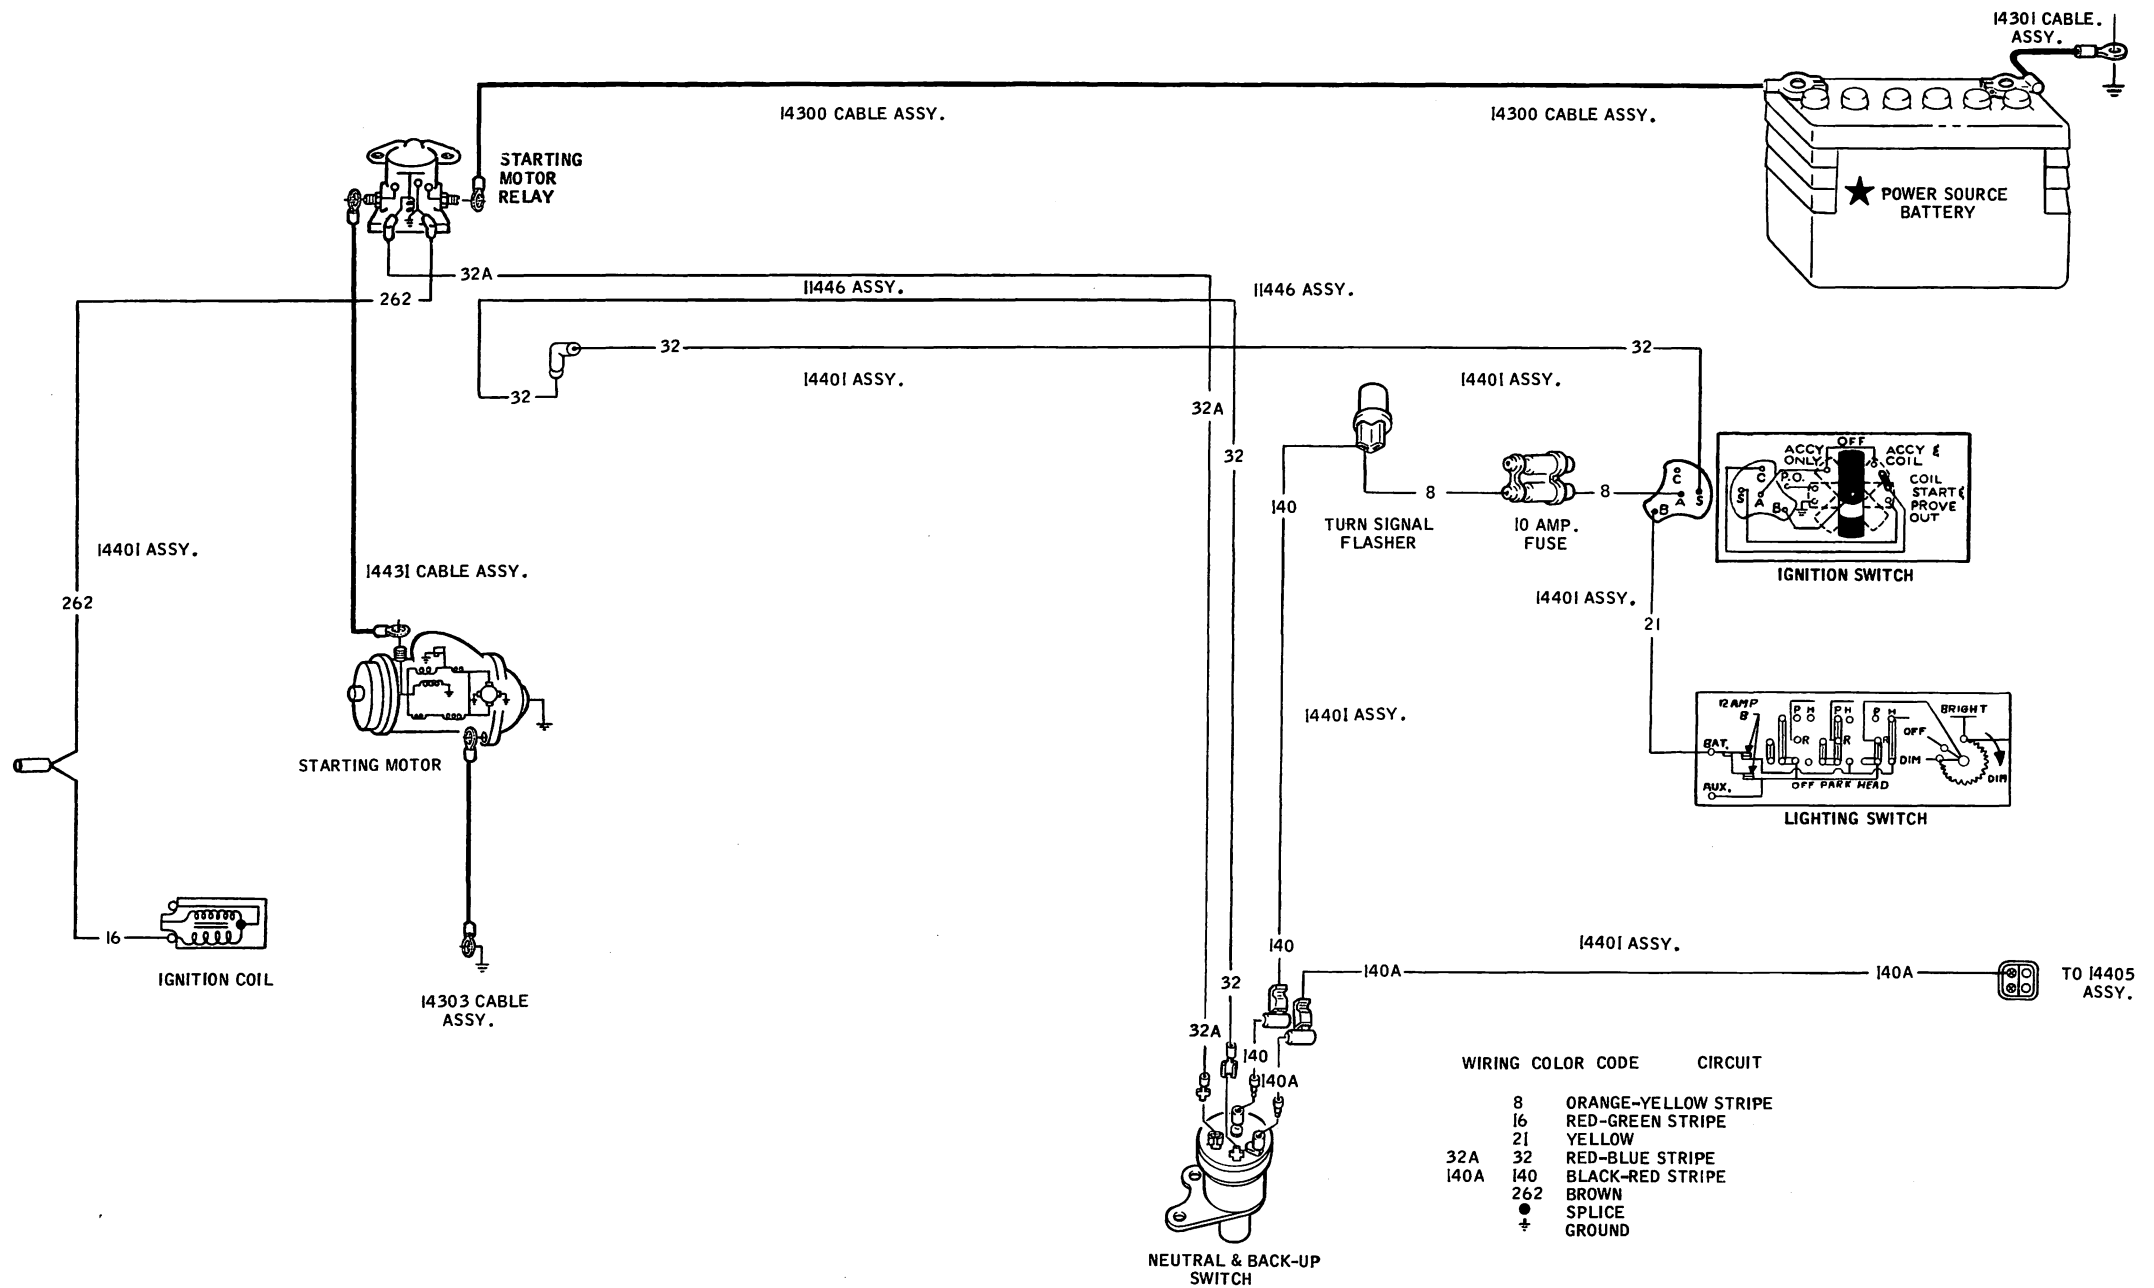 14301 CABLE.
ASSY.
14300 CABLE ASSY.
14300 CABLE ASSY.
STARTING
MOTOR
RELAY
POWER SOURCE
BATTERY
32A
11446 ASSY.
11446 ASSY.
262
32
32
14401 ASSY.
14401 ASSY.
32
32A
32
140
8
8
TURN SIGNAL
FLASHER
10 AMP.
FUSE
C
A
S
B
OFF
ACCY
ONLY
ACCY &
COIL
P.O.
C
S
A
B
COIL
START &
PROVE
OUT
IGNITION SWITCH
14401 ASSY.
14431 CABLE ASSY.
262
14401 ASSY.
21
14401 ASSY.
STARTING MOTOR
12 AMP
B
P H
P H
P H
BRIGHT
BAT.
R
R
R
OFF
DIM
DIM
AUX.
OFF PARK HEAD
LIGHTING SWITCH
16
IGNITION COIL
14303 CABLE
ASSY.
140
14401 ASSY.
140A
140A
TO 14405
ASSY.
32
32A
140
140A
WIRING COLOR CODE CIRCUIT
8 ORANGE-YELLOW STRIPE
16 RED-GREEN STRIPE
21 YELLOW
32A 32 RED-BLUE STRIPE
140A 140 BLACK-RED STRIPE
262 BROWN
SPLICE
GROUND
NEUTRAL & BACK-UP
SWITCH